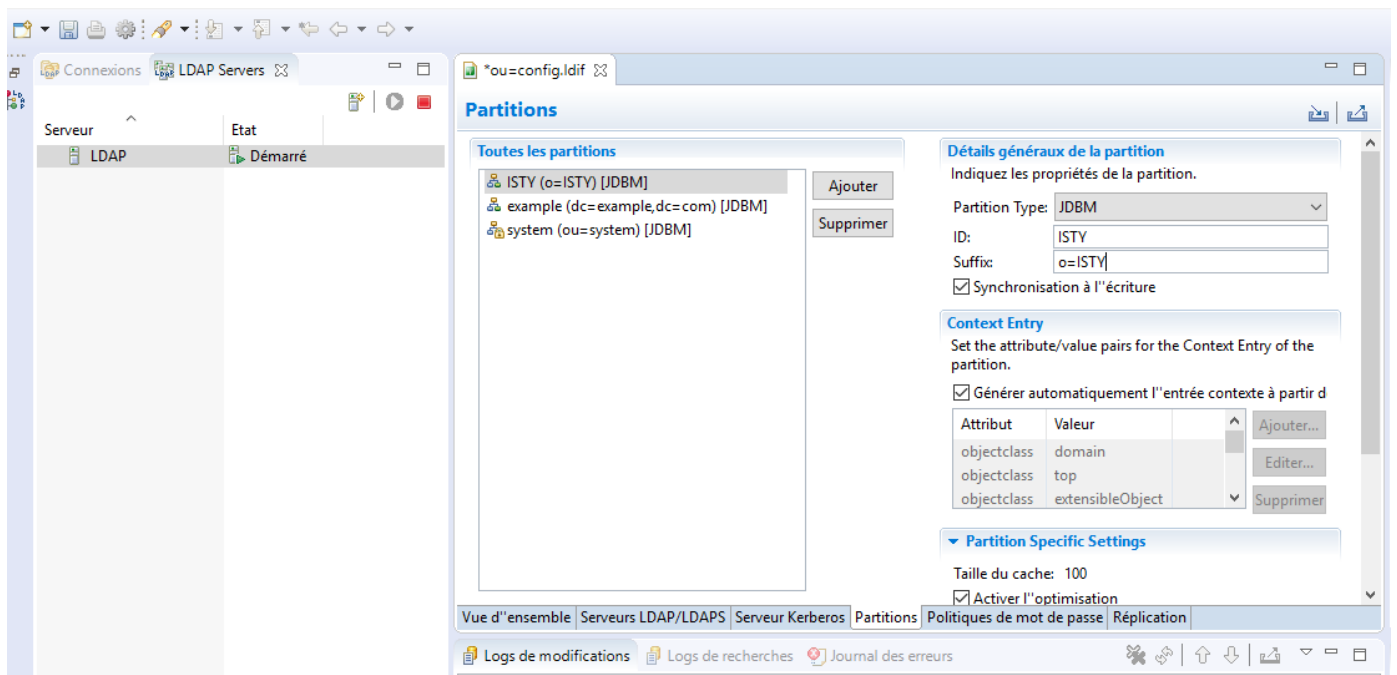 Connexions LDAP Servers
Serveur Etat
LDAP Démarré
*ou=config.ldif
Partitions
Toutes les partitions
ISTY (o=ISTY) [JDBM]
example (dc=example,dc=com) [JDBM]
system (ou=system) [JDBM]
Ajouter
Supprimer
Détails généraux de la partition
Indiquez les propriétés de la partition.
Partition Type: JDBM
ID: ISTY
Suffix: o=ISTY
Synchronisation à l''écriture
Context Entry
Set the attribute/value pairs for the Context Entry of the
partition.
Générer automatiquement l''entrée contexte à partir d
Attribut Valeur
objectclass domain
objectclass top
objectclass extensibleObject
Ajouter...
Editer...
Supprimer
Partition Specific Settings
Taille du cache: 100
Activer l''optimisation
Vue d''ensemble Serveurs LDAP/LDAPS Serveur Kerberos Partitions Politiques de mot de passe Réplication
Logs de modifications Logs de recherches Journal des erreurs